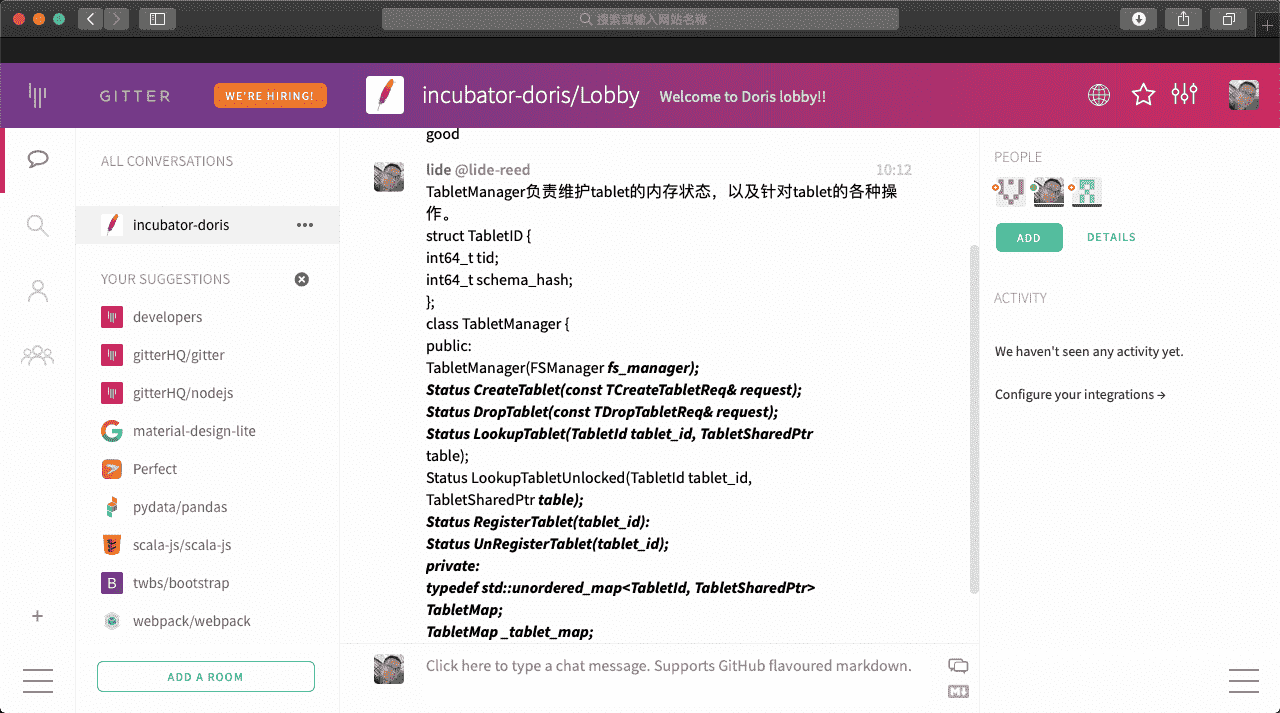 搜索或输入网站名称
GITTER
WE'RE HIRING!
incubator-doris/Lobby
Welcome to Doris lobby!!
ALL CONVERSATIONS
incubator-doris
YOUR SUGGESTIONS
developers
gitterHQ/gitter
gitterHQ/nodejs
material-design-lite
Perfect
pydata/pandas
scala-js/scala-js
twbs/bootstrap
webpack/webpack
ADD A ROOM
good
lide @lide-reed
10:12
TabletManager负责维护tablet的内存状态，以及针对tablet的各种操
作。
struct TabletID {
int64_t tid;
int64_t schema_hash;
};
class TabletManager {
public:
TabletManager(FSManager fs_manager);
Status CreateTablet(const TCreateTabletReq& request);
Status DropTablet(const TDropTabletReq& request);
Status LookupTablet(TabletId tablet_id, TabletSharedPtr
table);
Status LookupTabletUnlocked(TabletId tablet_id,
TabletSharedPtr table);
Status RegisterTablet(tablet_id):
Status UnRegisterTablet(tablet_id);
private:
typedef std::unordered_map<TabletId, TabletSharedPtr>
TabletMap;
TabletMap _tablet_map;
Click here to type a chat message. Supports GitHub flavoured markdown.
PEOPLE
ADD
DETAILS
ACTIVITY
We haven't seen any activity yet.
Configure your integrations →